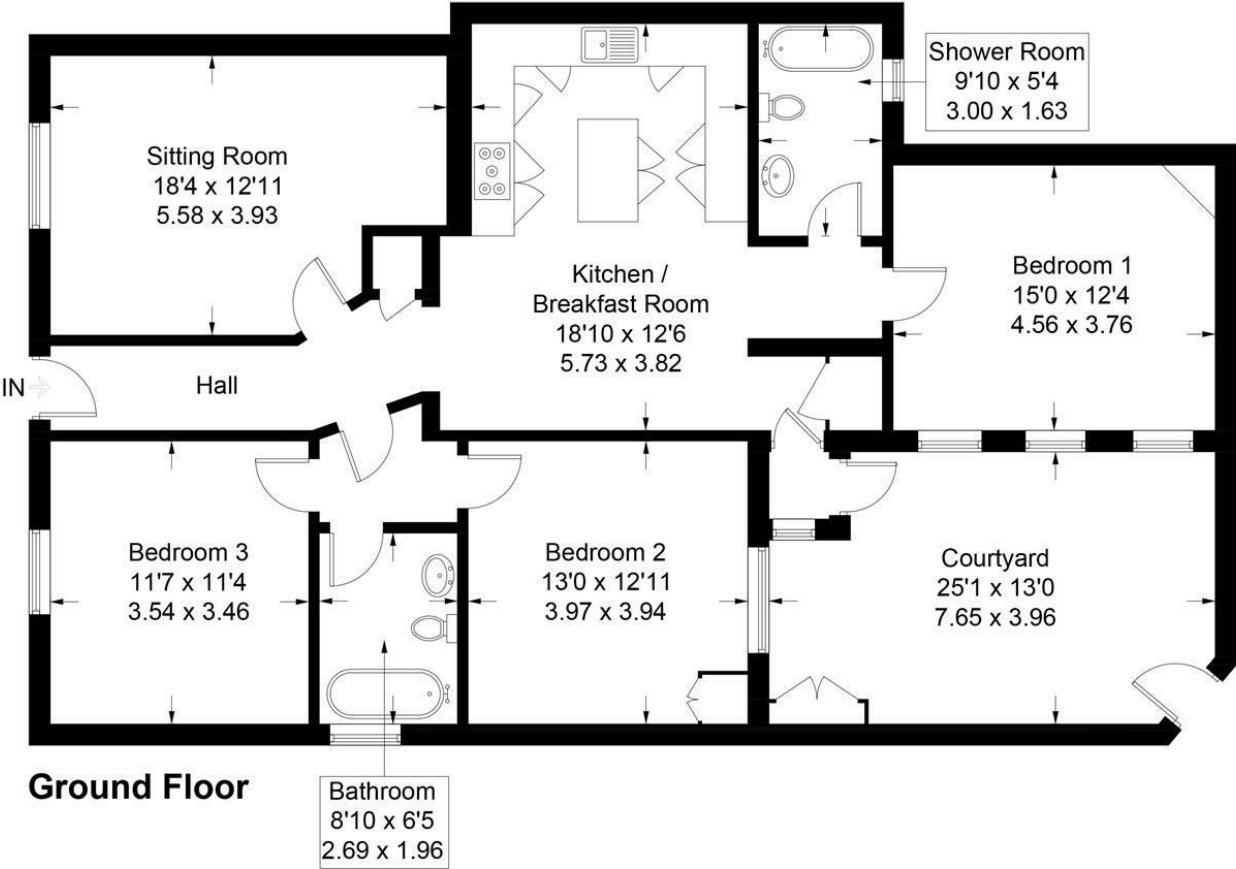 Shower Room
9'10 x 5'4
3.00 x 1.63
Sitting Room
18'4 x 12'11
5.58 x 3.93
Kitchen /
Breakfast Room
18'10 x 12'6
5.73 x 3.82
Bedroom 1
15'0 x 12'4
4.56 x 3.76
IN
Hall
Bedroom 3
11'7 x 11'4
3.54 x 3.46
Bedroom 2
13'0 x 12'11
3.97 x 3.94
Courtyard
25'1 x 13'0
7.65 x 3.96
Ground Floor
Bathroom
8'10 x 6'5
2.69 x 1.96